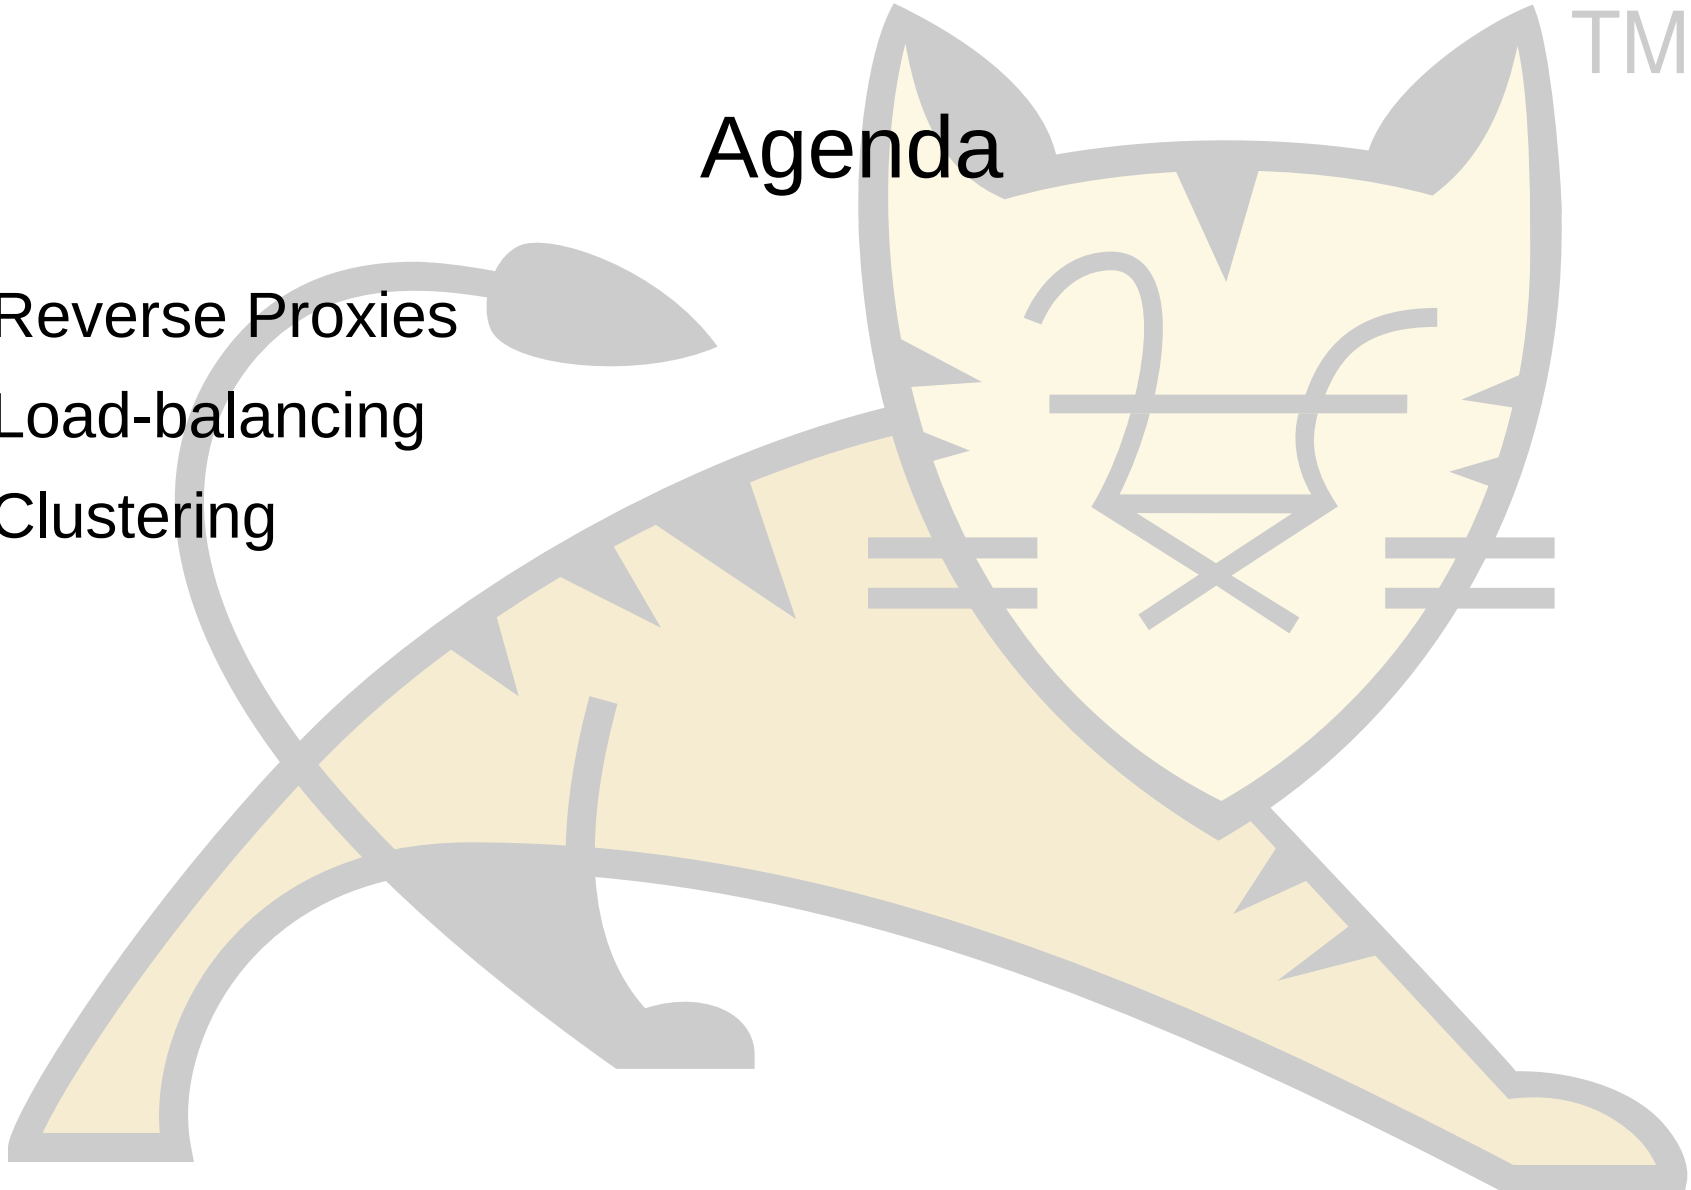 TM
Agenda
Reverse Proxies
Load-balancing
Clustering